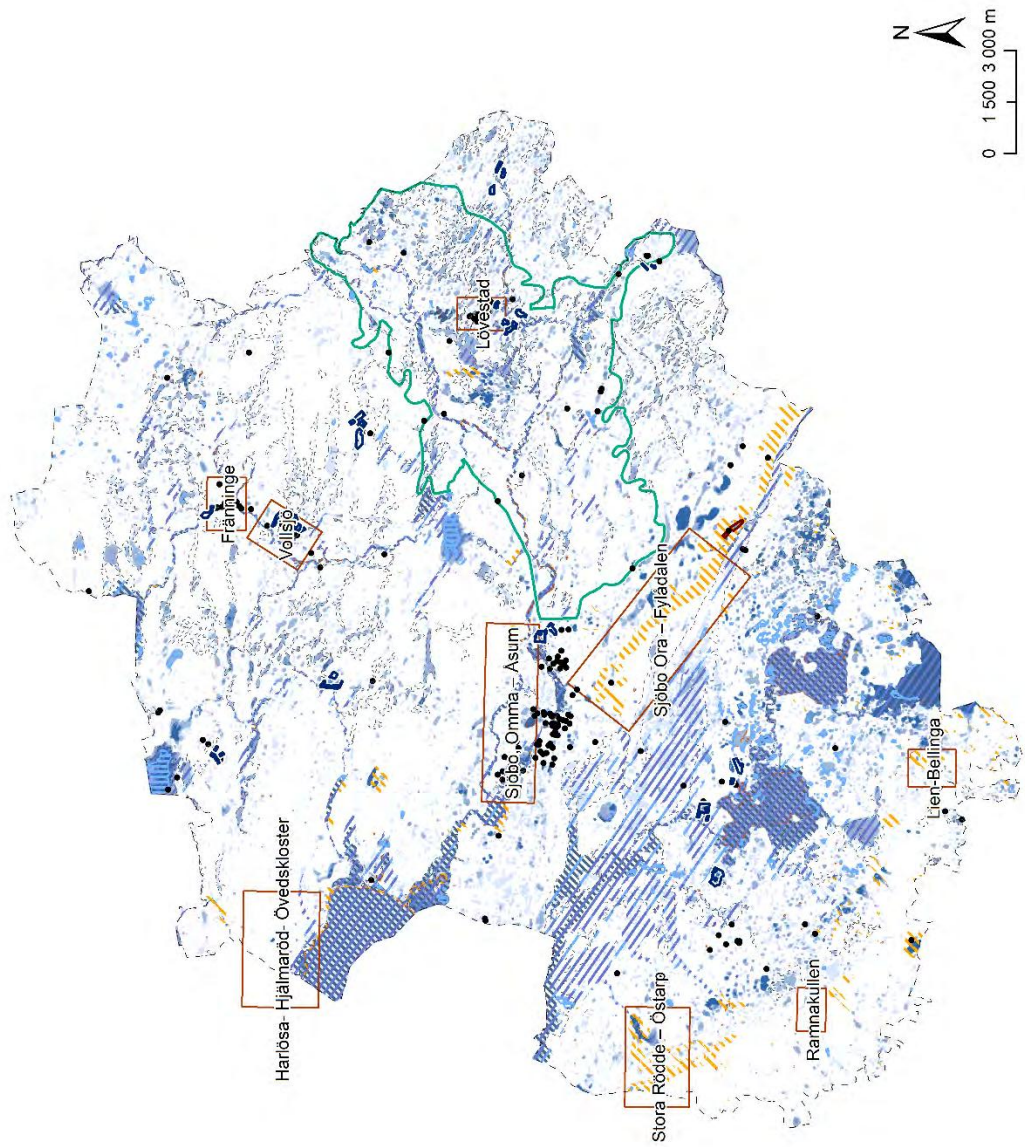 Fränninge
Vollsjö
Lövestad
Harlösa- Hjälmaröd- Övedskloster
Sjöbo, Omma – Åsum
Sjöbo Ora – Fyladalen
Stora Rödde – Östarp
Ramnakullen
Lien-Bellinga
N
0 1 500 3 000 m